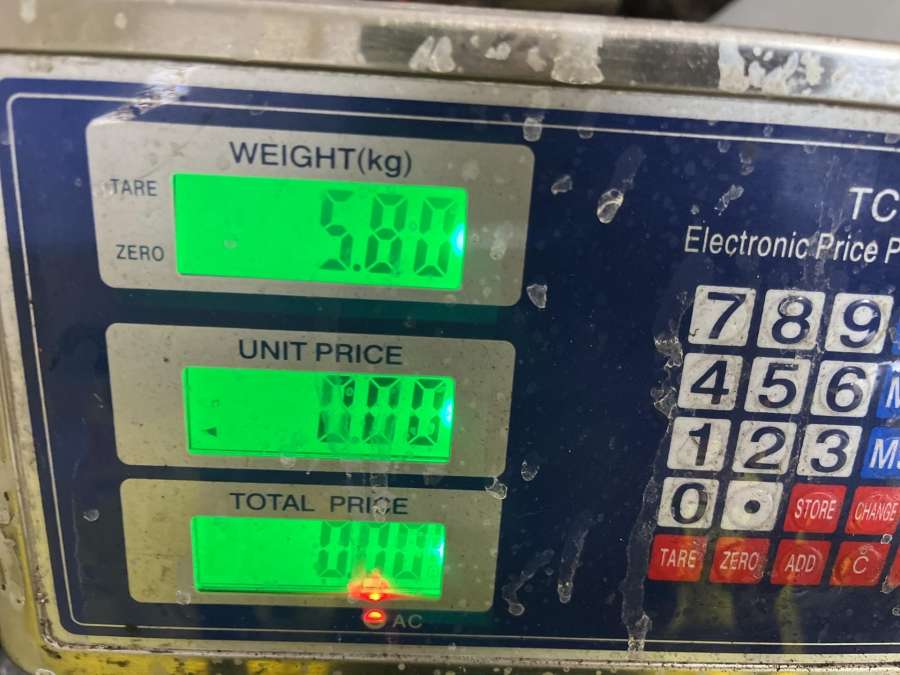 WEIGHT(kg)
TARE
5.80
ZERO
UNIT PRICE
0.00
TOTAL PRICE
0.00
AC
TC
Electronic Price
7 8 9
4 5 6
1 2 3
0 . STORE CHANGE
TARE ZERO ADD C